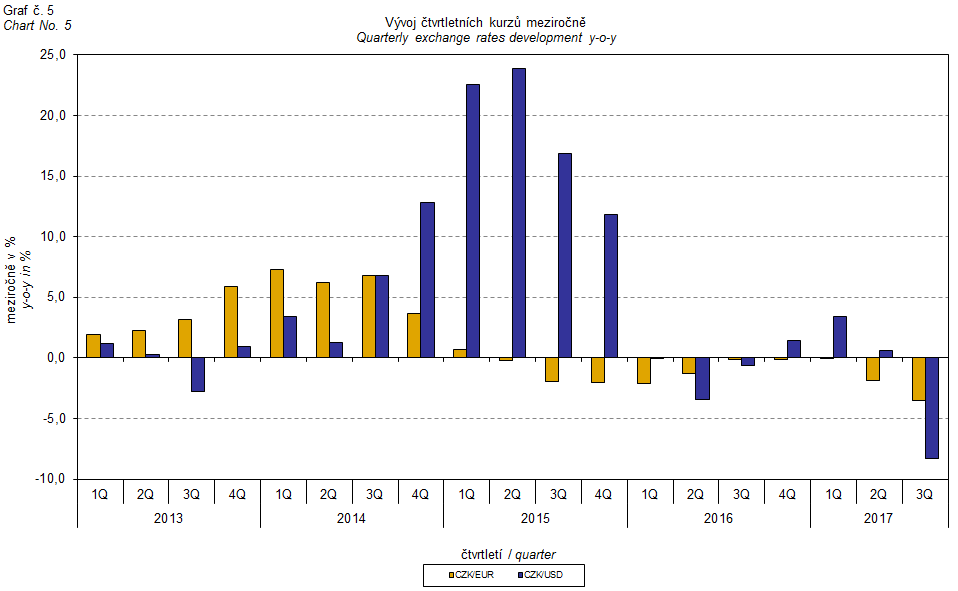 Graf č. 5
Chart No. 5
Vývoj čtvrtletních kurzů meziročně
Quarterly exchange rates development y-o-y
meziročně v %
y-o-y in %
25,0
20,0
15,0
10,0
5,0
0,0
-5,0
-10,0
1Q 2Q 3Q 4Q 1Q 2Q 3Q 4Q 1Q 2Q 3Q 4Q 1Q 2Q 3Q 4Q 1Q 2Q 3Q
2013 2014 2015 2016 2017
čtvrtletí / quarter
CZK/EUR CZK/USD